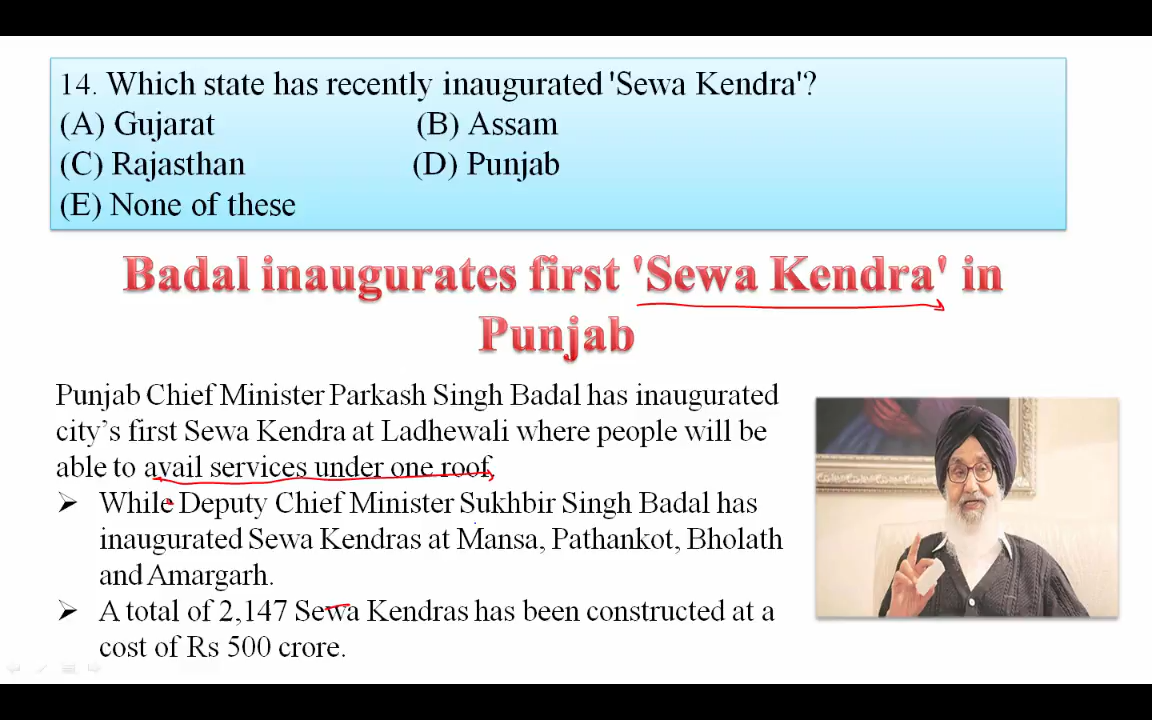 14. Which state has recently inaugurated 'Sewa Kendra'?
(A) Gujarat (B) Assam
(C) Rajasthan (D) Punjab
(E) None of these
Badal inaugurates first 'Sewa Kendra' in
Punjab
Punjab Chief Minister Parkash Singh Badal has inaugurated
city's first Sewa Kendra at Ladhewali where people will be
able to avail services under one roof,
➢ While Deputy Chief Minister Sukhbir Singh Badal has
inaugurated Sewa Kendras at Mansa, Pathankot, Bholath
and Amargarh.
➢ A total of 2,147 Sewa Kendras has been constructed at a
cost of Rs 500 crore.